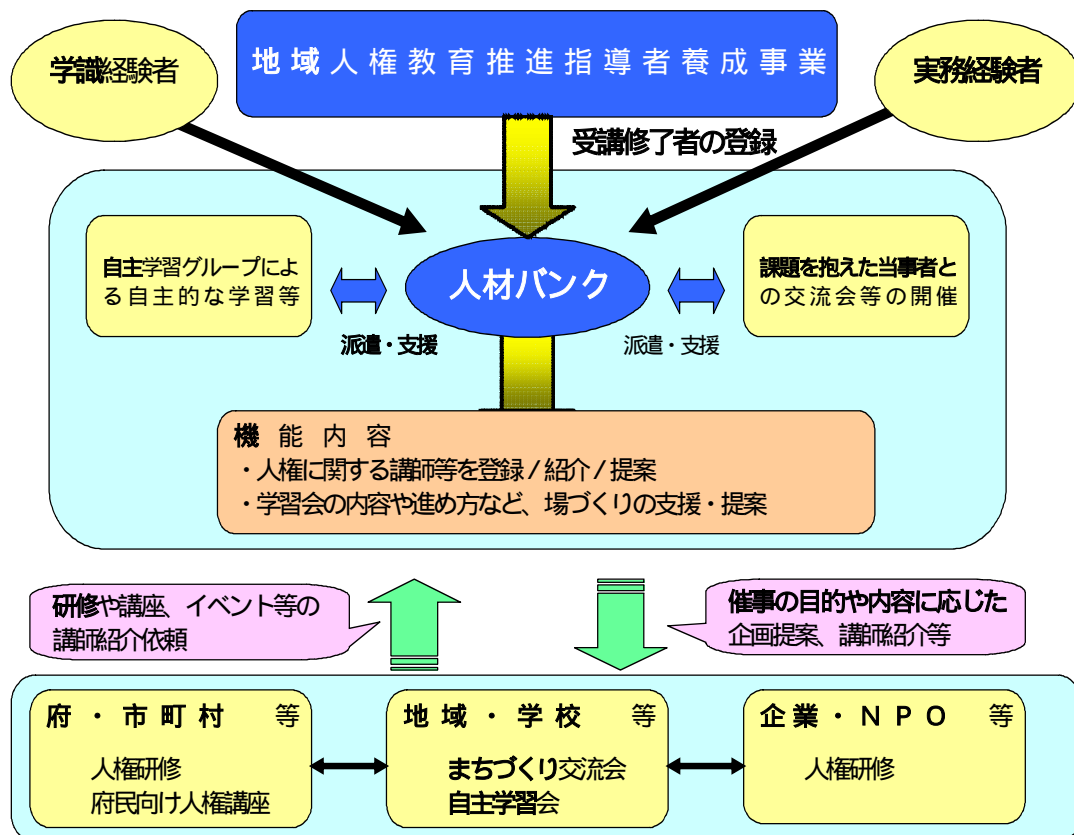 学識経験者
地域人権教育推進指導者養成事業
実務経験者
受講修了者の登録
自主学習グループによ
る自主的な学習等
人材バンク
課題を抱えた当事者と
の交流会等の開催
派遣・支援
派遣・支援
機能内容
・人権に関する講師等を登録/紹介/提案
・学習会の内容や進め方など、場づくりの支援・提案
研修や講座、イベント等の
講師紹介依頼
催事の目的や内容に応じた
企画提案、講師紹介等
府・市町村 等
人権研修
府民向け人権講座
地域・学校 等
まちづくり交流会
自主学習会
企業・NPO 等
人権研修